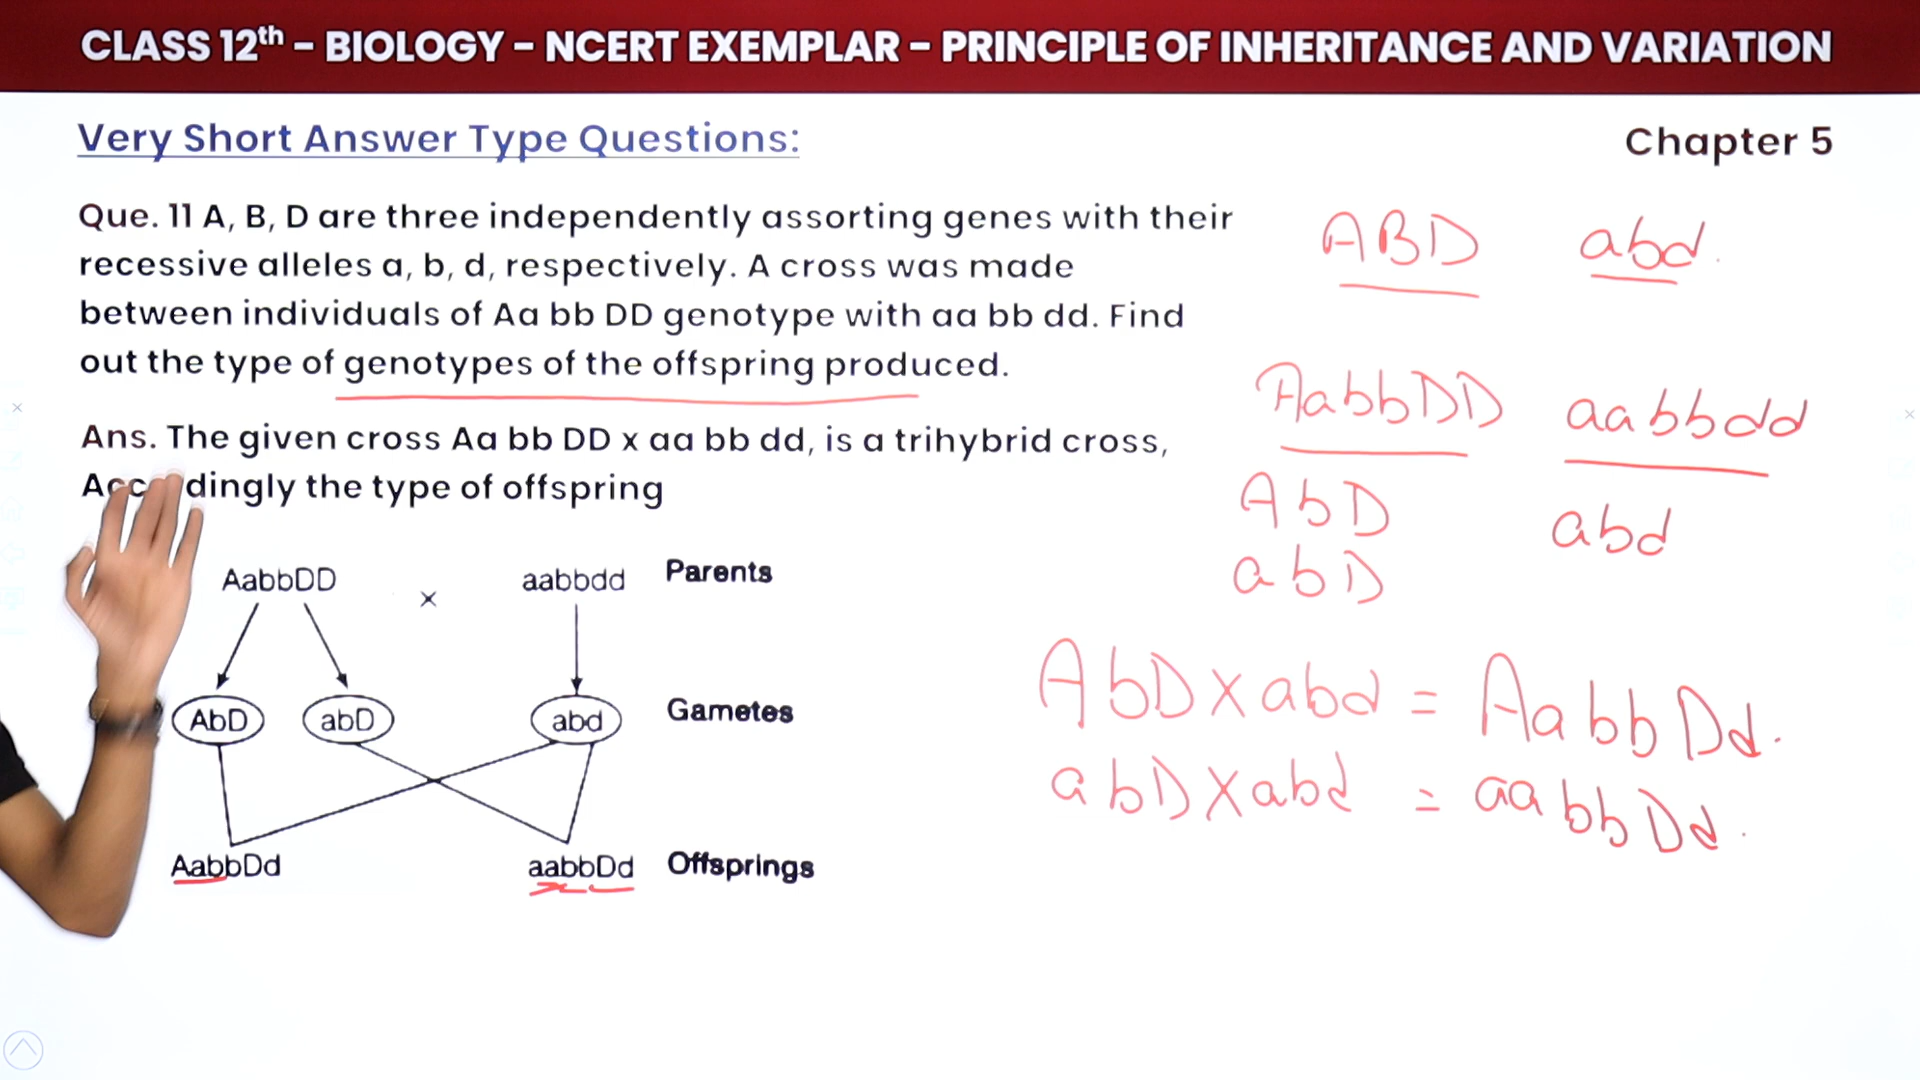 CLASS 12th – BIOLOGY – NCERT EXEMPLAR – PRINCIPLE OF INHERITANCE AND VARIATION
Very Short Answer Type Questions:
Chapter 5
Que. 11 A, B, D are three independently assorting genes with their
recessive alleles a, b, d, respectively. A cross was made
between individuals of Aa bb DD genotype with aa bb dd. Find
out the type of genotypes of the offspring produced.
Ans. The given cross Aa bb DD x aa bb dd, is a trihybrid cross,
Accordingly the type of offspring
AabbDD × aabbdd Parents
AbD abD abd Gametes
AabbDd aabbDd Offsprings
ABD abd.
AabbDD aabbdd
AbD abd
abD
AbD X abd = AabbDd.
abD X abd = aabbDd.